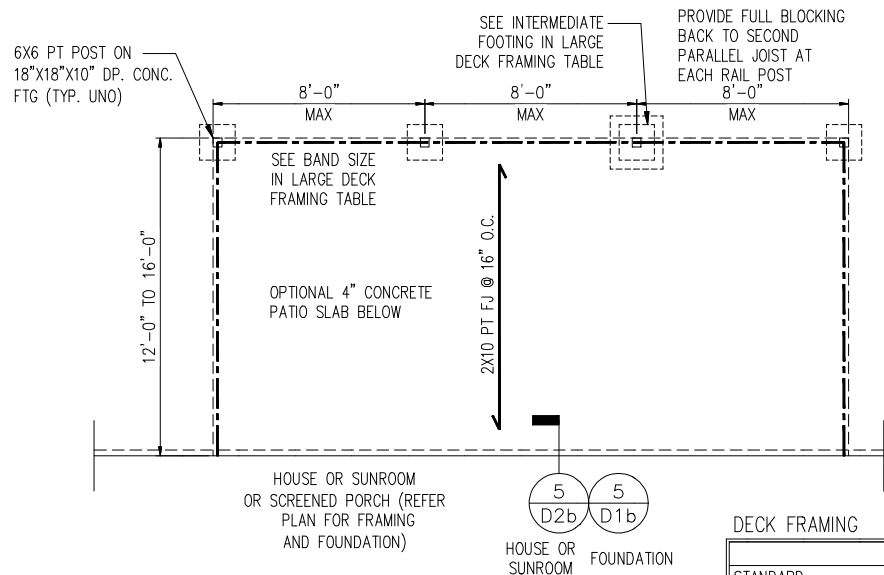 SEE INTERMEDIATE
FOOTING IN LARGE
DECK FRAMING TABLE
PROVIDE FULL BLOCKING
BACK TO SECOND
PARALLEL JOIST AT
EACH RAIL POST
6X6 PT POST ON
18"X18"X10" DP. CONC.
FTG (TYP. UNO)
8'-0"
MAX
8'-0"
MAX
8'-0"
MAX
SEE BAND SIZE
IN LARGE DECK
FRAMING TABLE
12'-0" TO 16'-0"
2X10 PT FJ @ 16" O.C.
OPTIONAL 4" CONCRETE
PATIO SLAB BELOW
HOUSE OR SUNROOM
OR SCREENED PORCH (REFER
PLAN FOR FRAMING
AND FOUNDATION)
5
D2b
5
D1b
HOUSE OR
SUNROOM
FOUNDATION
DECK FRAMING
STANDARD